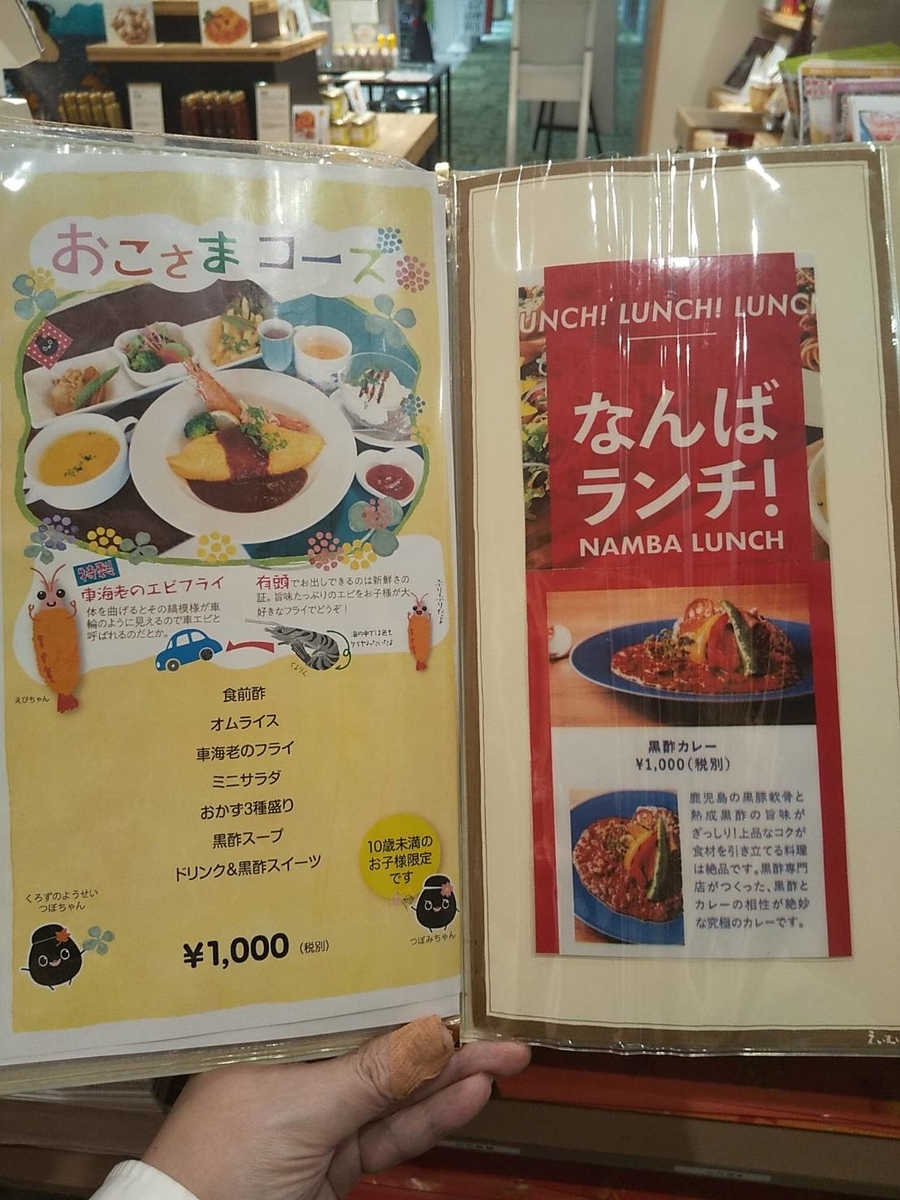 おこさまコース
特製
車海老のエビフライ
体を曲げるとその縞模様が車
輪のように見えるので車エビと
呼ばれるのだとか。
有頭でお出しできるのは新鮮さの
証。旨味たっぷりのエビをお子様が大
好きなフライでどうぞ！
ぷりぷりだよ
くるりん
えびちゃん
食前酢
オムライス
車海老のフライ
ミニサラダ
おかず3種盛り
黒酢スープ
ドリンク&黒酢スイーツ
10歳未満の
お子様限定
です
くろずのようせい
つぼちゃん
つぼみちゃん
¥1,000(税別)
UNCH! LUNCH! LUNCH
なんば
ランチ!
NAMBA LUNCH
黒酢カレー
¥1,000(税別)
鹿児島の黒豚軟骨と
熟成黒酢の旨味が
ぎっしり!上品なコクが
食材を引き立てる料理
は絶品です。黒酢専門
店がつくった、黒酢と
カレーの相性が絶妙
な究極のカレーです。